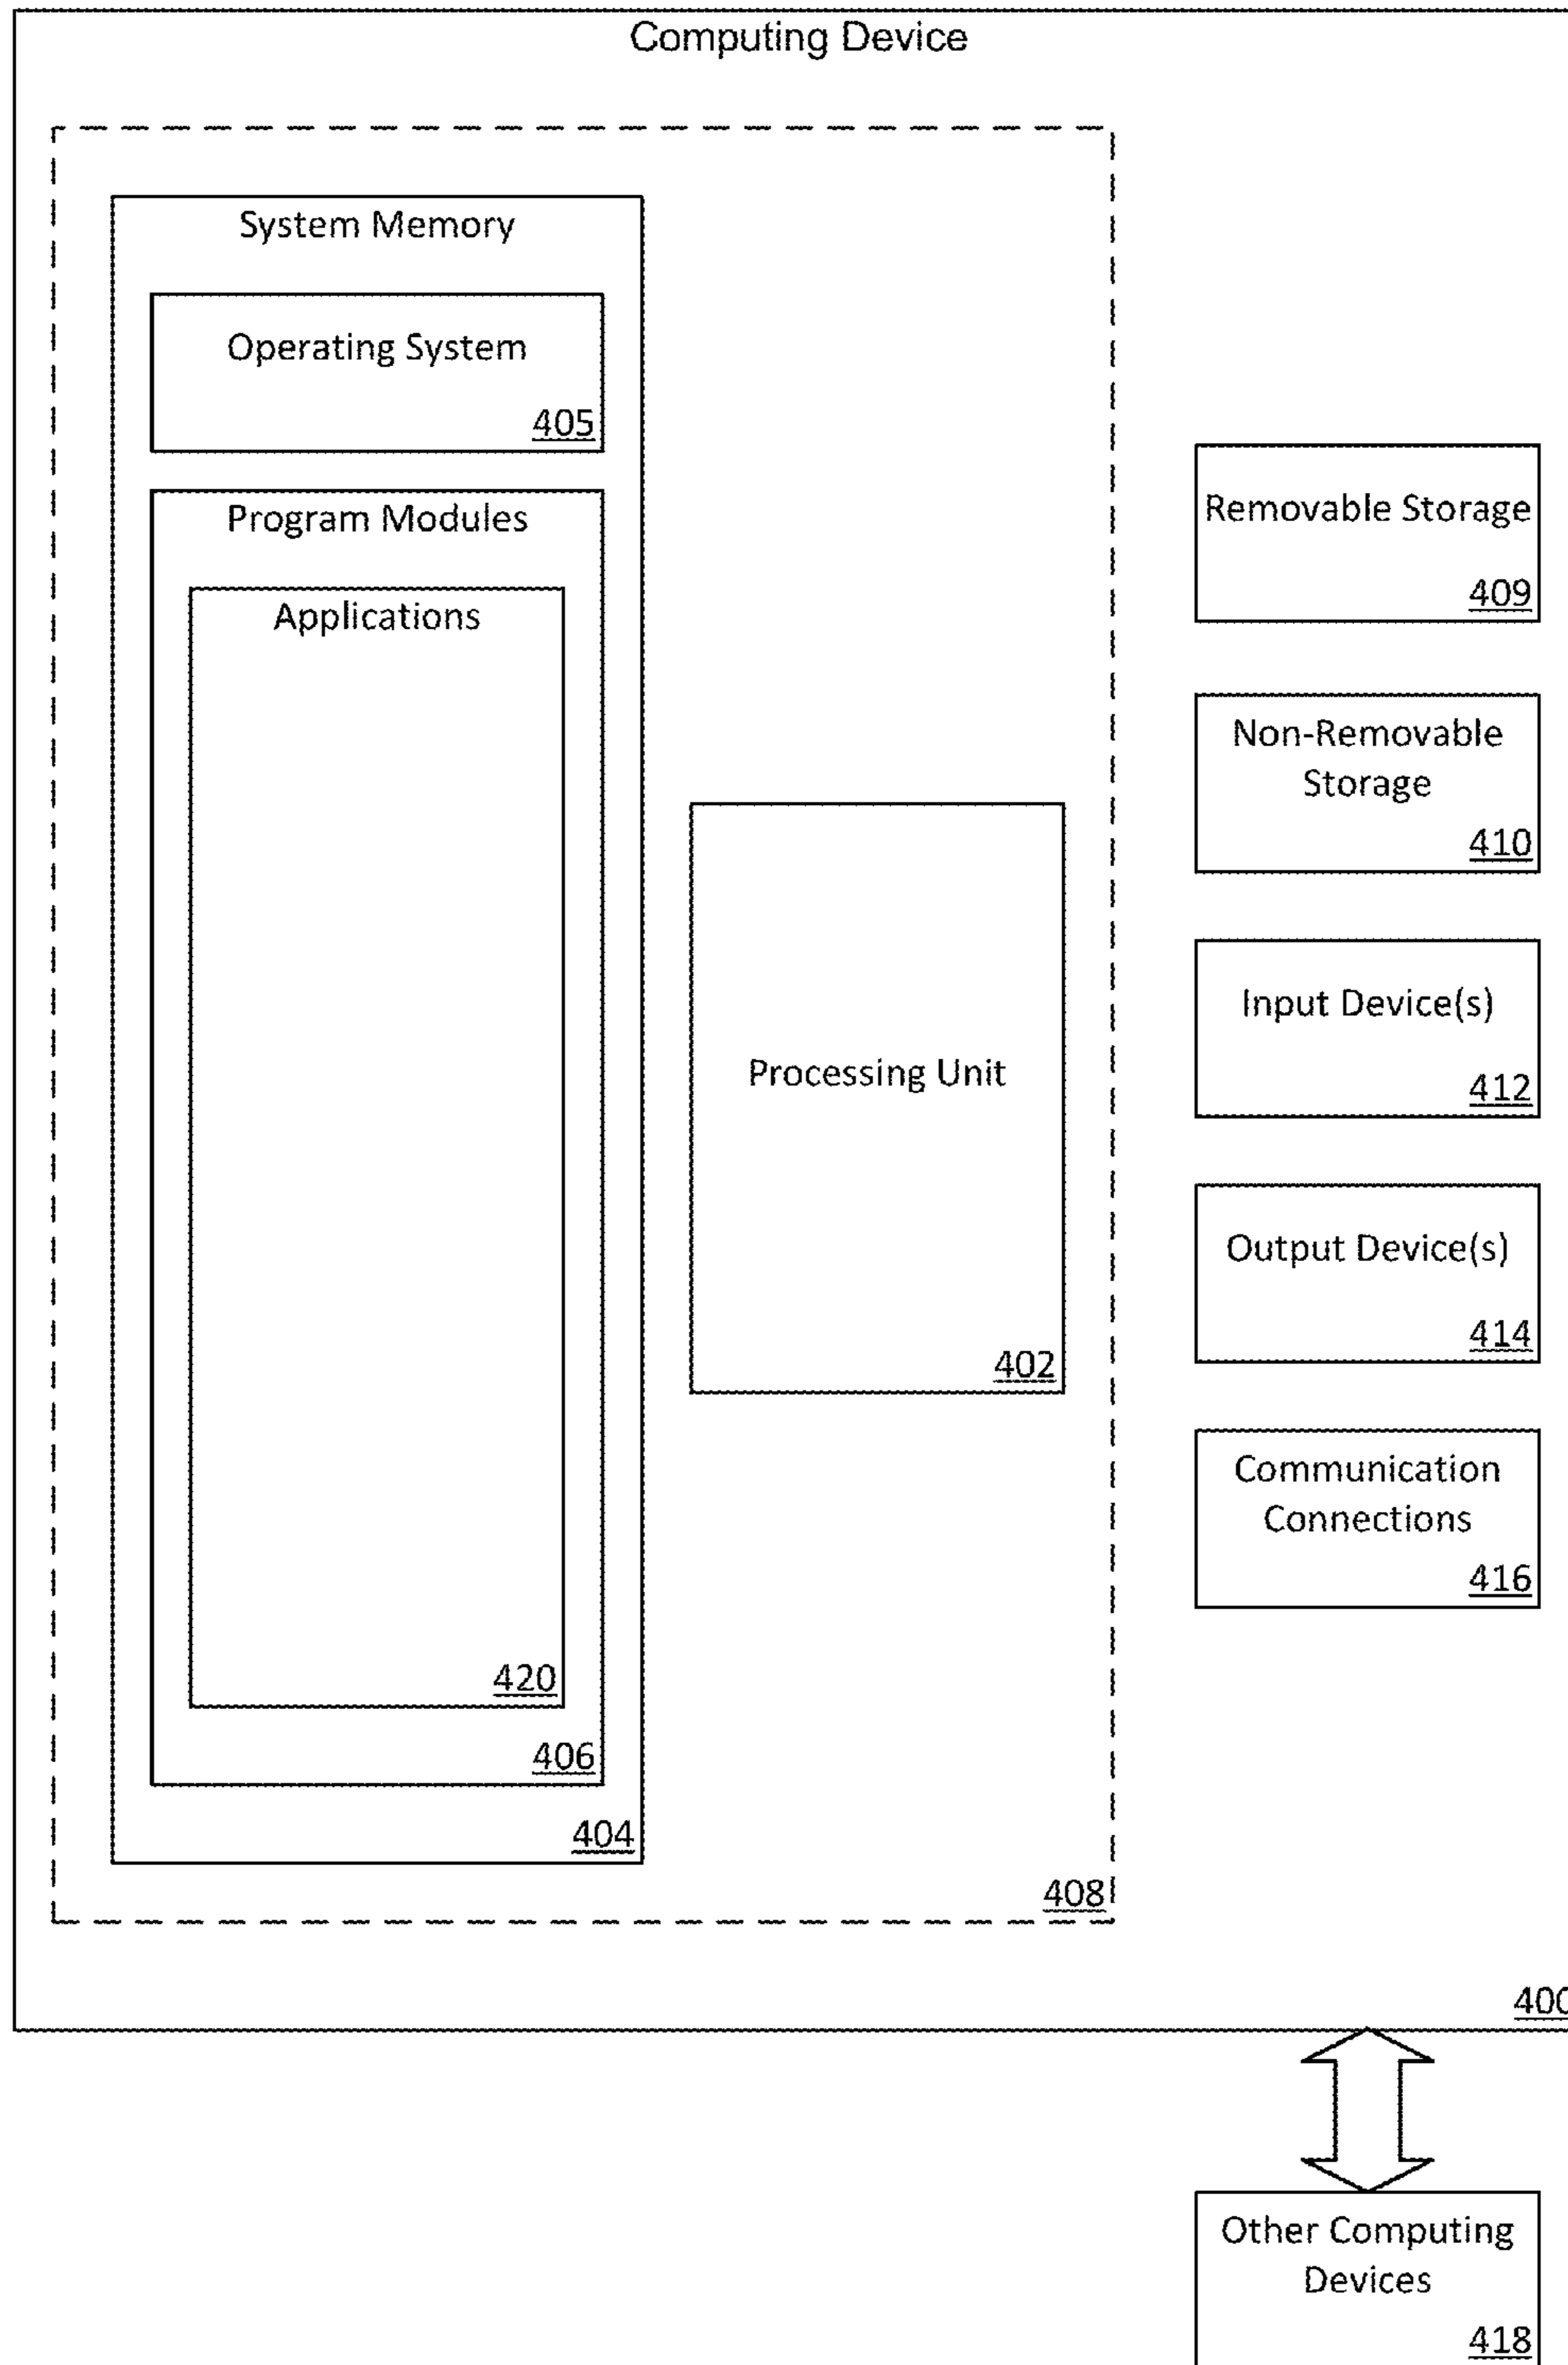 Computing Device
System Memory
Operating System
405
Program Modules
Applications
420
406
404
Processing Unit
402
408
Removable Storage
409
Non-Removable
Storage
410
Input Device(s)
412
Output Device(s)
414
Communication
Connections
416
400
Other Computing
Devices
418